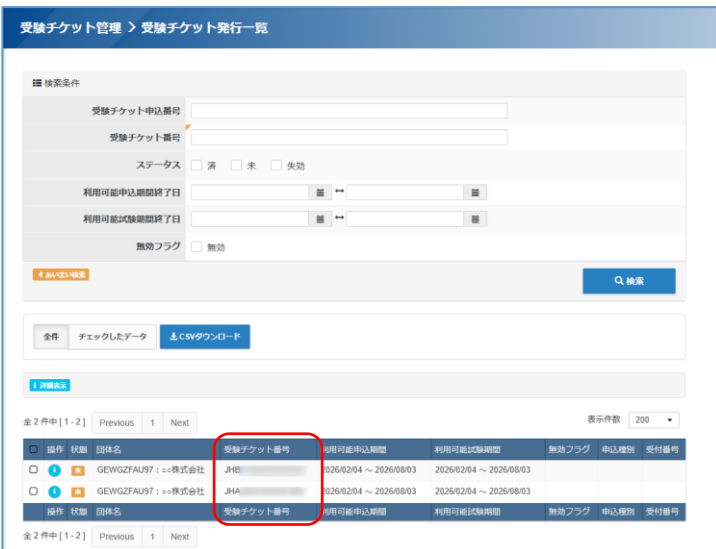 受験チケット管理 > 受験チケット発行一覧
検索条件
受験チケット申込番号
受験チケット番号
ステータス 済 未 失効
利用可能申込期間終了日 ↔
利用可能試験期間終了日 ↔
無効フラグ 無効
あいまい検索 検索
全件 チェックしたデータ CSVダウンロード
詳細表示
全 2 件中 [ 1 - 2 ] Previous 1 Next 表示件数 200
操作 状態 団体名 受験チケット番号 利用可能申込期間 利用可能試験期間 無効フラグ 申込種別 受付番号
未 GEWGZFAU97：○○株式会社 JHB 2026/02/04 ～ 2026/08/03 2026/02/04 ～ 2026/08/03
未 GEWGZFAU97：○○株式会社 JHA 2026/02/04 ～ 2026/08/03 2026/02/04 ～ 2026/08/03
操作 状態 団体名 受験チケット番号 利用可能申込期間 利用可能試験期間 無効フラグ 申込種別 受付番号
全 2 件中 [ 1 - 2 ] Previous 1 Next